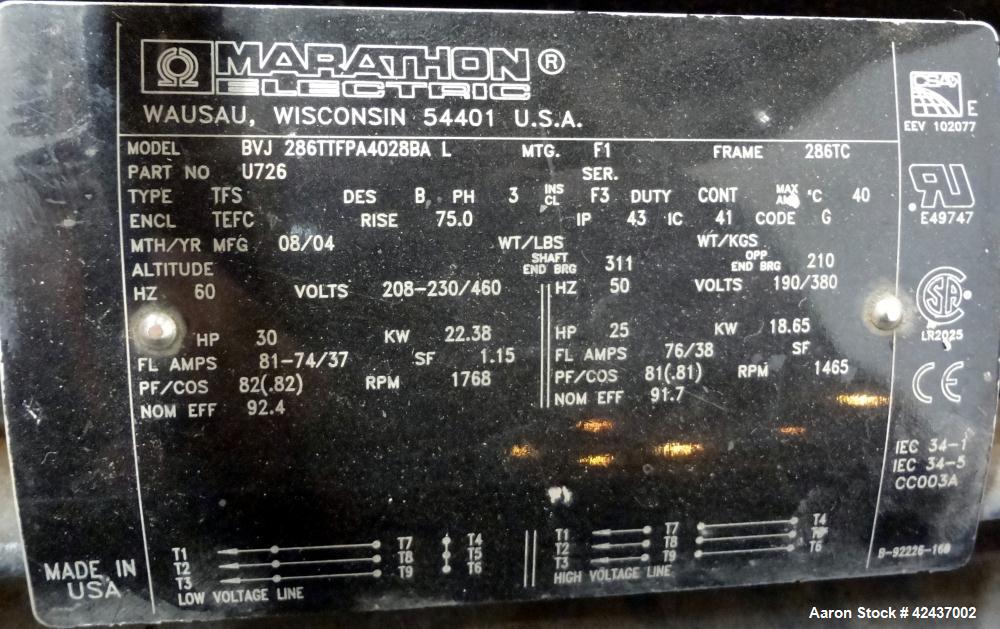 MARATHON®
ELECTRIC
WAUSAU, WISCONSIN 54401 U.S.A.
MODEL BVJ 286TTFPA4028BA L MTG. F1 FRAME 286TC
PART NO U726 SER.
TYPE TFS DES B PH 3 INS CL F3 DUTY CONT MAX AMB °C 40
ENCL TEFC RISE 75.0 IP 43 IC 41 CODE G
MTH/YR MFG 08/04 WT/LBS WT/KGS
ALTITUDE SHAFT END BRG 311 OPP END BRG 210
HZ 60 VOLTS 208-230/460
HP 30 KW 22.38
FL AMPS 81-74/37 SF 1.15
PF/COS 82(.82) RPM 1768
NOM EFF 92.4
HZ 50 VOLTS 190/380
HP 25 KW 18.65
FL AMPS 76/38 SF
PF/COS 81(.81) RPM 1465
NOM EFF 91.7
T1 T7 T4
T2 T8 T5
T3 T9 T6
LOW VOLTAGE LINE
T1 T7 T4
T2 T8
T3 T9 T6
HIGH VOLTAGE LINE
MADE IN
USA
CSA E
EEV 102077
E49747
LR2025
CE
IEC 34-1
IEC 34-5
CC003A
B-92226-160
Aaron Stock # 42437002